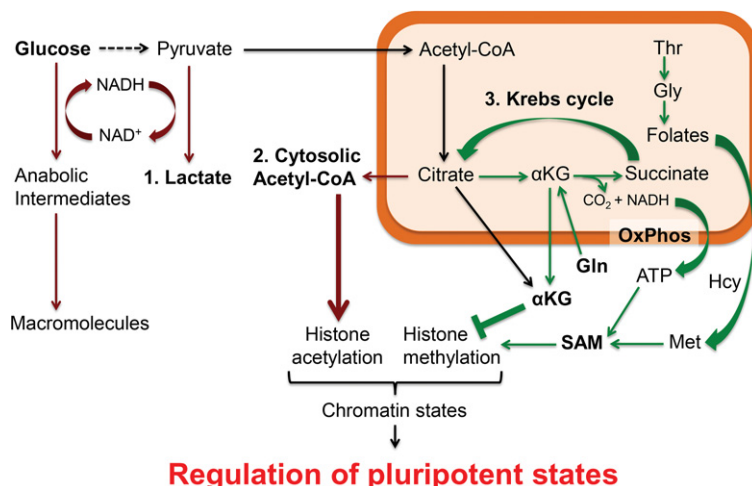 Glucose
Pyruvate
Acetyl-CoA
Thr
NADH
Gly
3. Krebs cycle
NAD⁺
Folates
2. Cytosolic
Acetyl-CoA
Anabolic
Intermediates
1. Lactate
Citrate
αKG
Succinate
CO₂ + NADH
OxPhos
Gln
ATP
Hcy
αKG
Macromolecules
Histone
acetylation
Histone
methylation
SAM
Met
Chromatin states
Regulation of pluripotent states